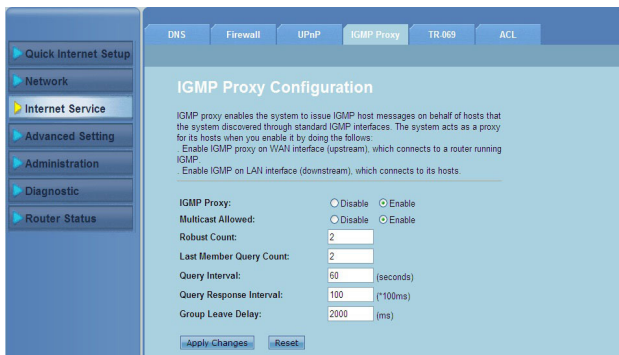 DNS Firewall UPnP IGMP Proxy TR-069 ACL
Quick Internet Setup
Network
Internet Service
Advanced Setting
Administration
Diagnostic
Router Status
IGMP Proxy Configuration
IGMP proxy enables the system to issue IGMP host messages on behalf of hosts that
the system discovered through standard IGMP interfaces. The system acts as a proxy
for its hosts when you enable it by doing the following:
. Enable IGMP proxy on WAN interface (upstream), which connects to a router running
IGMP.
. Enable IGMP on LAN interface (downstream), which connects to its hosts.
IGMP Proxy: Disable Enable
Multicast Allowed: Disable Enable
Robust Count: 2
Last Member Query Count: 2
Query Interval: 60 (seconds)
Query Response Interval: 100 (*100ms)
Group Leave Delay: 2000 (ms)
Apply Changes Reset